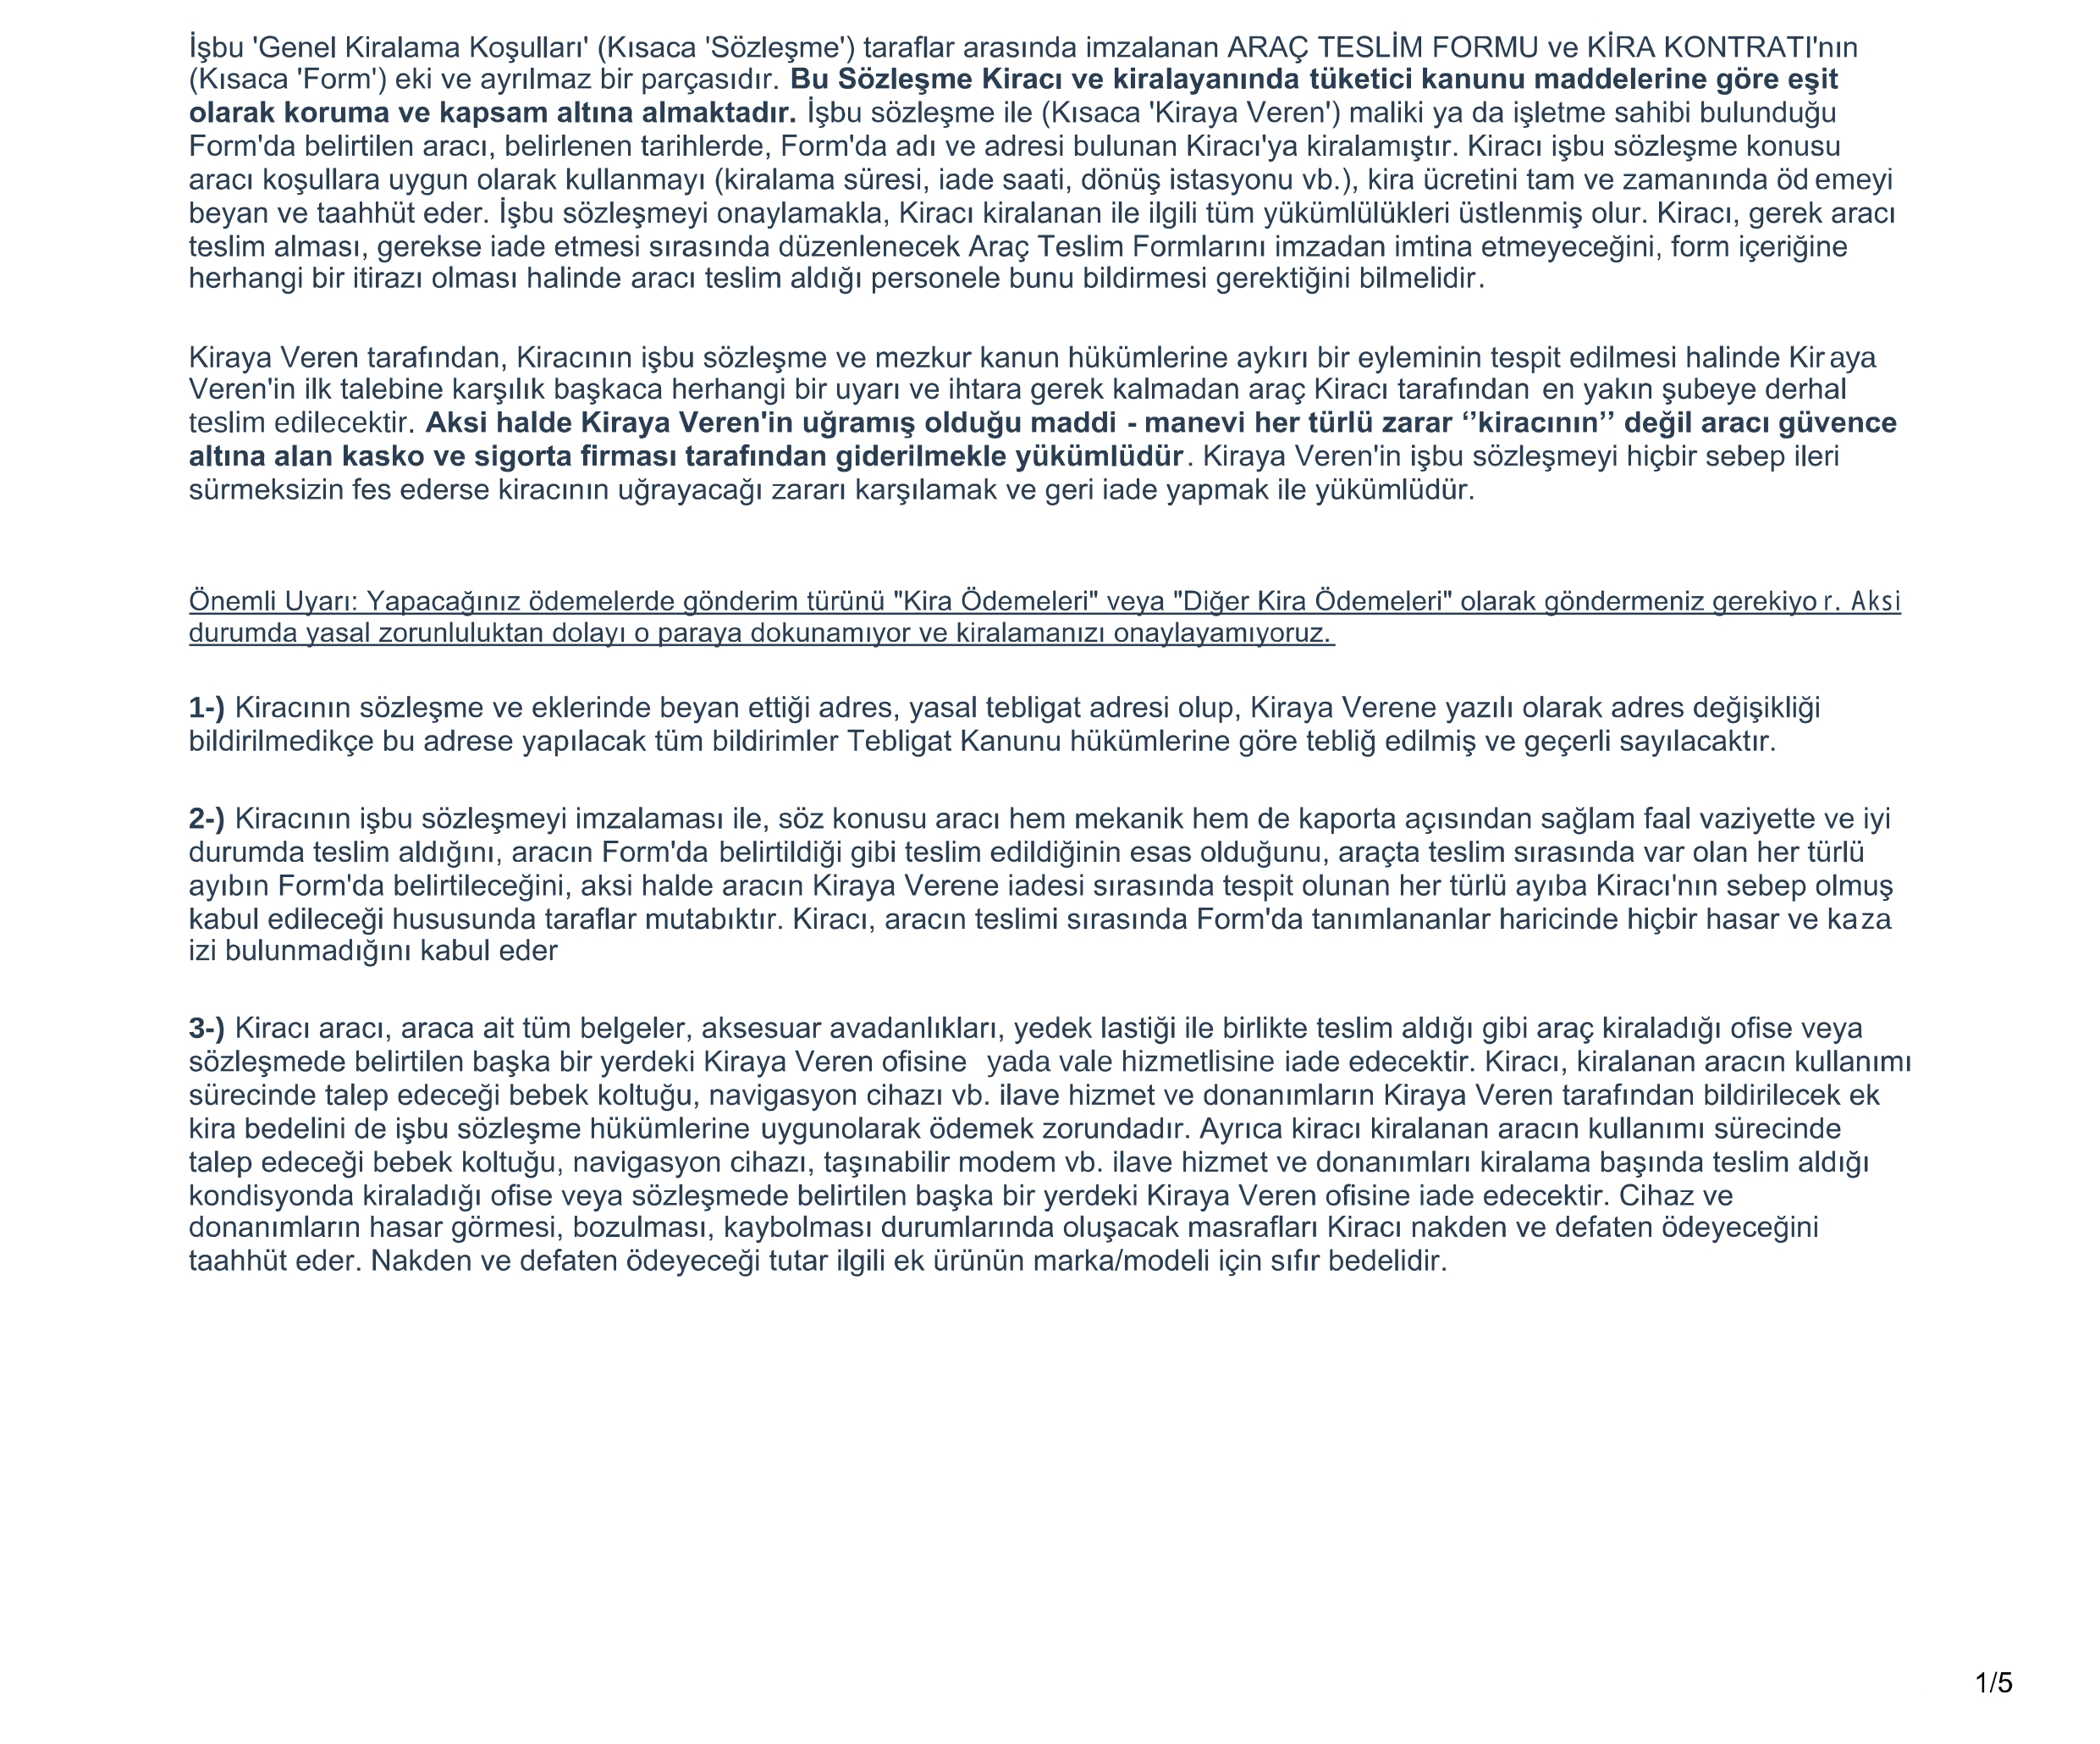 İşbu 'Genel Kiralama Koşulları' (Kısaca 'Sözleşme') taraflar arasında imzalanan ARAÇ TESLİM FORMU ve KİRA KONTRATI'nın
(Kısaca 'Form') eki ve ayrılmaz bir parçasıdır. Bu Sözleşme Kiracı ve kiralayanında tüketici kanunu maddelerine göre eşit
olarak koruma ve kapsam altına almaktadır. İşbu sözleşme ile (Kısaca 'Kiraya Veren') maliki ya da işletme sahibi bulunduğu
Form'da belirtilen aracı, belirlenen tarihlerde, Form'da adı ve adresi bulunan Kiracı'ya kiralamıştır. Kiracı işbu sözleşme konusu
aracı koşullara uygun olarak kullanmayı (kiralama süresi, iade saati, dönüş istasyonu vb.), kira ücretini tam ve zamanında öd emeyi
beyan ve taahhüt eder. İşbu sözleşmeyi onaylamakla, Kiracı kiralanan ile ilgili tüm yükümlülükleri üstlenmiş olur. Kiracı, gerek aracı
teslim alması, gerekse iade etmesi sırasında düzenlenecek Araç Teslim Formlarını imzadan imtina etmeyeceğini, form içeriğine
herhangi bir itirazı olması halinde aracı teslim aldığı personele bunu bildirmesi gerektiğini bilmelidir.
Kiraya Veren tarafından, Kiracının işbu sözleşme ve mezkur kanun hükümlerine aykırı bir eyleminin tespit edilmesi halinde Kir aya
Veren'in ilk talebine karşılık başkaca herhangi bir uyarı ve ihtara gerek kalmadan araç Kiracı tarafından en yakın şubeye derhal
teslim edilecektir. Aksi halde Kiraya Veren'in uğramış olduğu maddi - manevi her türlü zarar ‘’kiracının’’ değil aracı güvence
altına alan kasko ve sigorta firması tarafından giderilmekle yükümlüdür. Kiraya Veren'in işbu sözleşmeyi hiçbir sebep ileri
sürmeksizin fes ederse kiracının uğrayacağı zararı karşılamak ve geri iade yapmak ile yükümlüdür.
Önemli Uyarı: Yapacağınız ödemelerde gönderim türünü "Kira Ödemeleri" veya "Diğer Kira Ödemeleri" olarak göndermeniz gerekiyo r. Aksi
durumda yasal zorunluluktan dolayı o paraya dokunamıyor ve kiralamanızı onaylayamıyoruz.
1-) Kiracının sözleşme ve eklerinde beyan ettiği adres, yasal tebligat adresi olup, Kiraya Verene yazılı olarak adres değişikliği
bildirilmedikçe bu adrese yapılacak tüm bildirimler Tebligat Kanunu hükümlerine göre tebliğ edilmiş ve geçerli sayılacaktır.
2-) Kiracının işbu sözleşmeyi imzalaması ile, söz konusu aracı hem mekanik hem de kaporta açısından sağlam faal vaziyette ve iyi
durumda teslim aldığını, aracın Form'da belirtildiği gibi teslim edildiğinin esas olduğunu, araçta teslim sırasında var olan her türlü
ayıbın Form'da belirtileceğini, aksi halde aracın Kiraya Verene iadesi sırasında tespit olunan her türlü ayıba Kiracı'nın sebep olmuş
kabul edileceği hususunda taraflar mutabıktır. Kiracı, aracın teslimi sırasında Form'da tanımlananlar haricinde hiçbir hasar ve kaza
izi bulunmadığını kabul eder
3-) Kiracı aracı, araca ait tüm belgeler, aksesuar avadanlıkları, yedek lastiği ile birlikte teslim aldığı gibi araç kiraladığı ofise veya
sözleşmede belirtilen başka bir yerdeki Kiraya Veren ofisine yada vale hizmetlisine iade edecektir. Kiracı, kiralanan aracın kullanımı
sürecinde talep edeceği bebek koltuğu, navigasyon cihazı vb. ilave hizmet ve donanımların Kiraya Veren tarafından bildirilecek ek
kira bedelini de işbu sözleşme hükümlerine uygunolarak ödemek zorundadır. Ayrıca kiracı kiralanan aracın kullanımı sürecinde
talep edeceği bebek koltuğu, navigasyon cihazı, taşınabilir modem vb. ilave hizmet ve donanımları kiralama başında teslim aldığı
kondisyonda kiraladığı ofise veya sözleşmede belirtilen başka bir yerdeki Kiraya Veren ofisine iade edecektir. Cihaz ve
donanımların hasar görmesi, bozulması, kaybolması durumlarında oluşacak masrafları Kiracı nakden ve defaten ödeyeceğini
taahhüt eder. Nakden ve defaten ödeyeceği tutar ilgili ek ürünün marka/modeli için sıfır bedelidir.
1/5